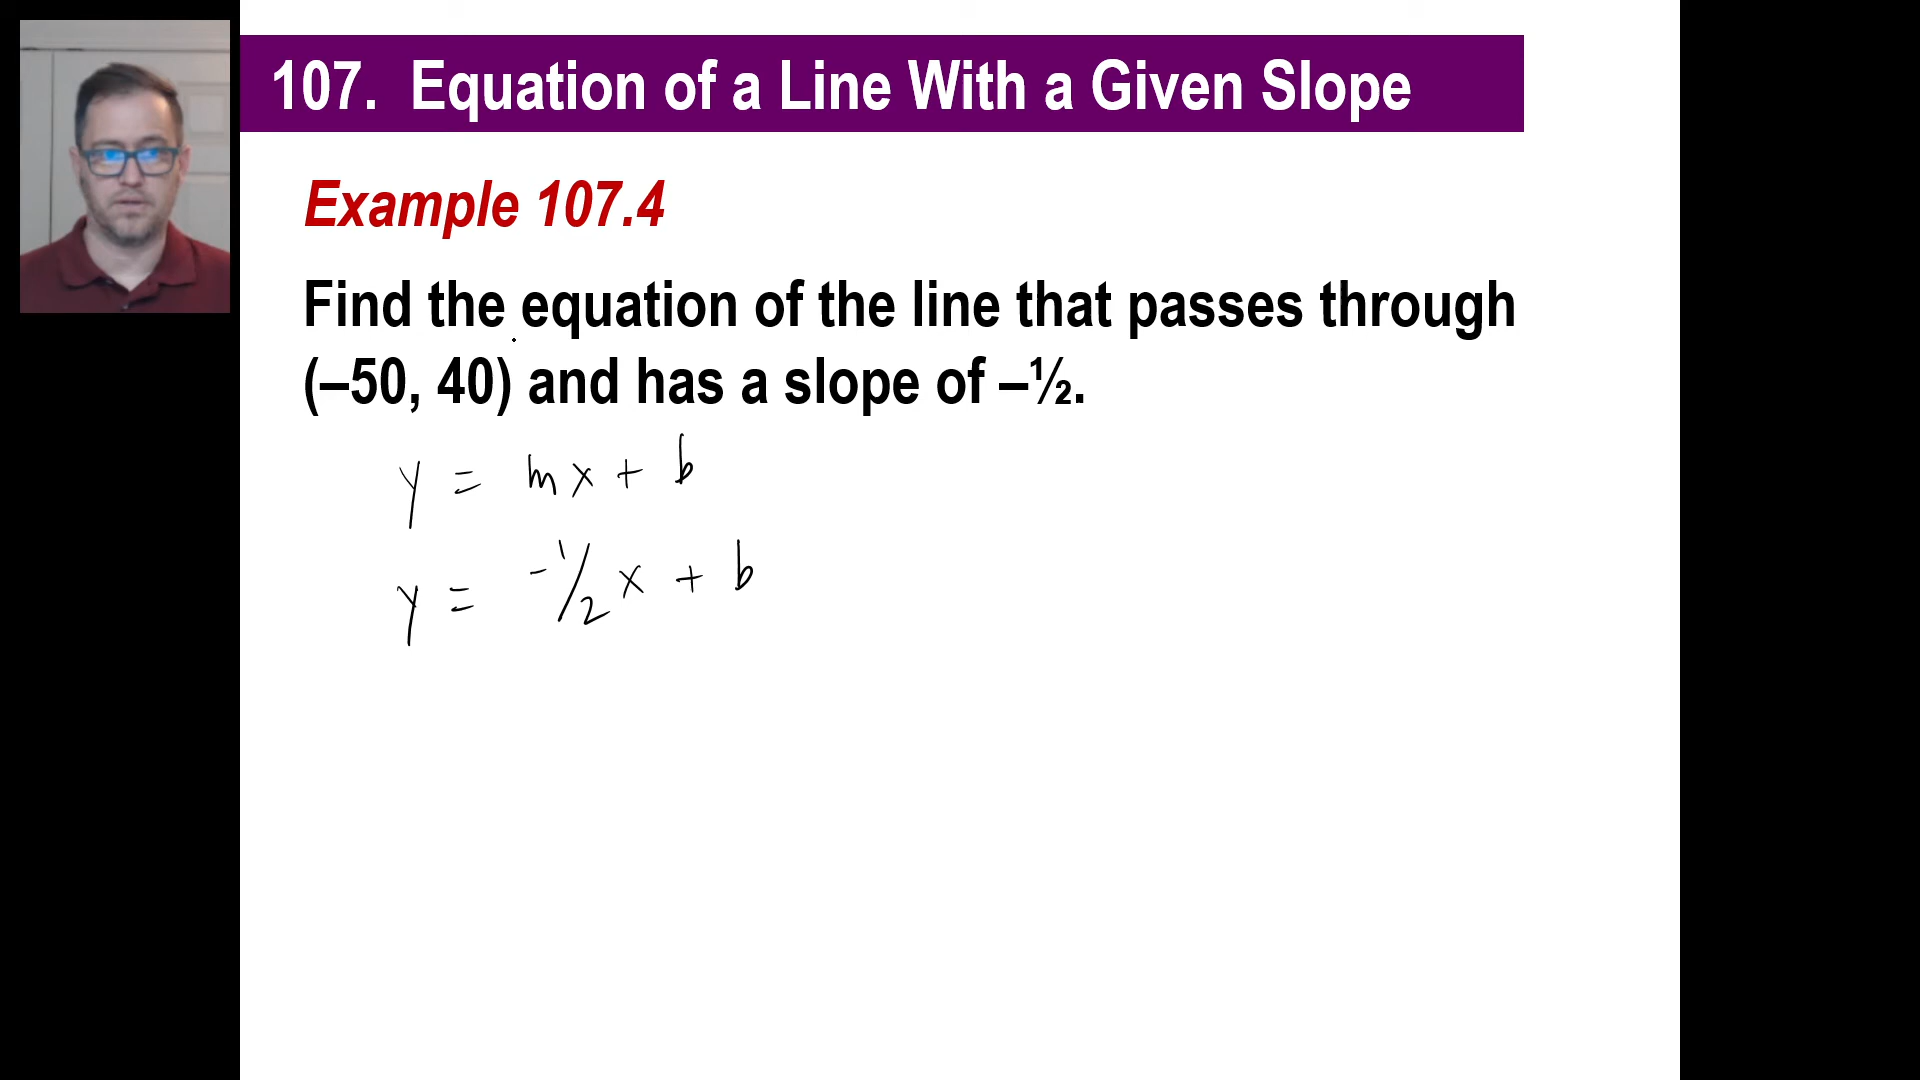 107. Equation of a Line With a Given Slope
Example 107.4
Find the equation of the line that passes through
(–50, 40) and has a slope of –½.
y = mx + b
y = -1/2 x + b